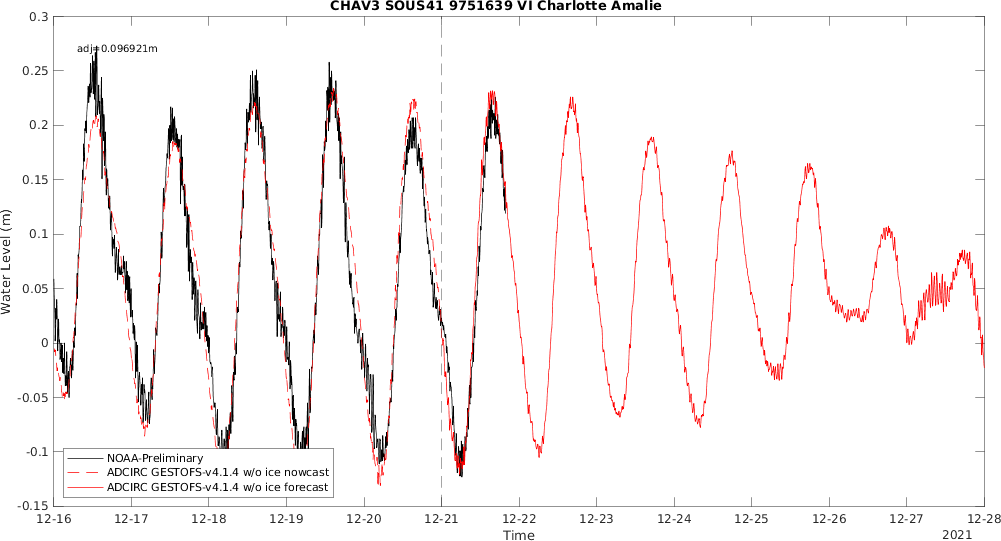 CHAV3 SOUS41 9751639 VI Charlotte Amalie
adj=0.096921m
0.3
0.25
0.2
0.15
0.1
0.05
0
-0.05
-0.1
-0.15
Water Level (m)
NOAA-Preliminary
ADCIRC GESTOFS-v4.1.4 w/o ice nowcast
ADCIRC GESTOFS-v4.1.4 w/o ice forecast
12-16 12-17 12-18 12-19 12-20 12-21 12-22 12-23 12-24 12-25 12-26 12-27 12-28
Time
2021